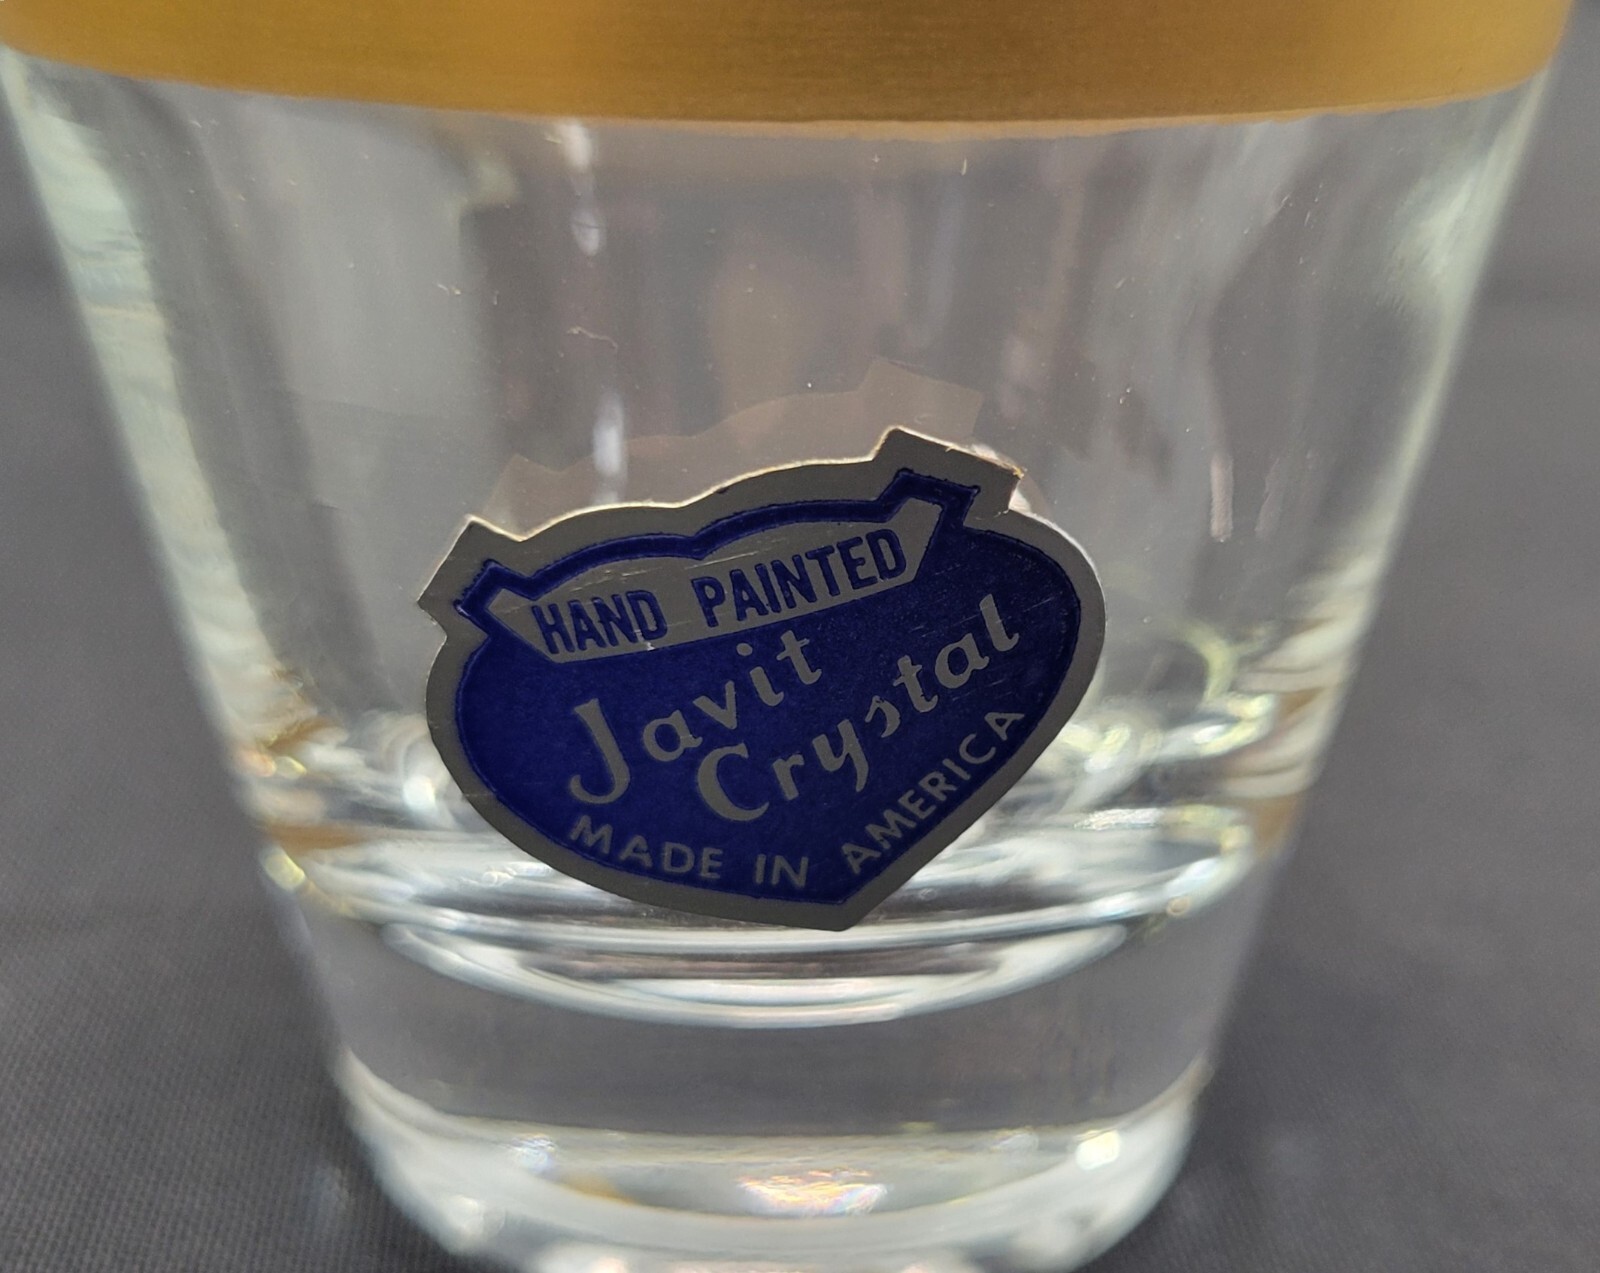 HAND PAINTED
Javit
Crystal
MADE IN AMERICA